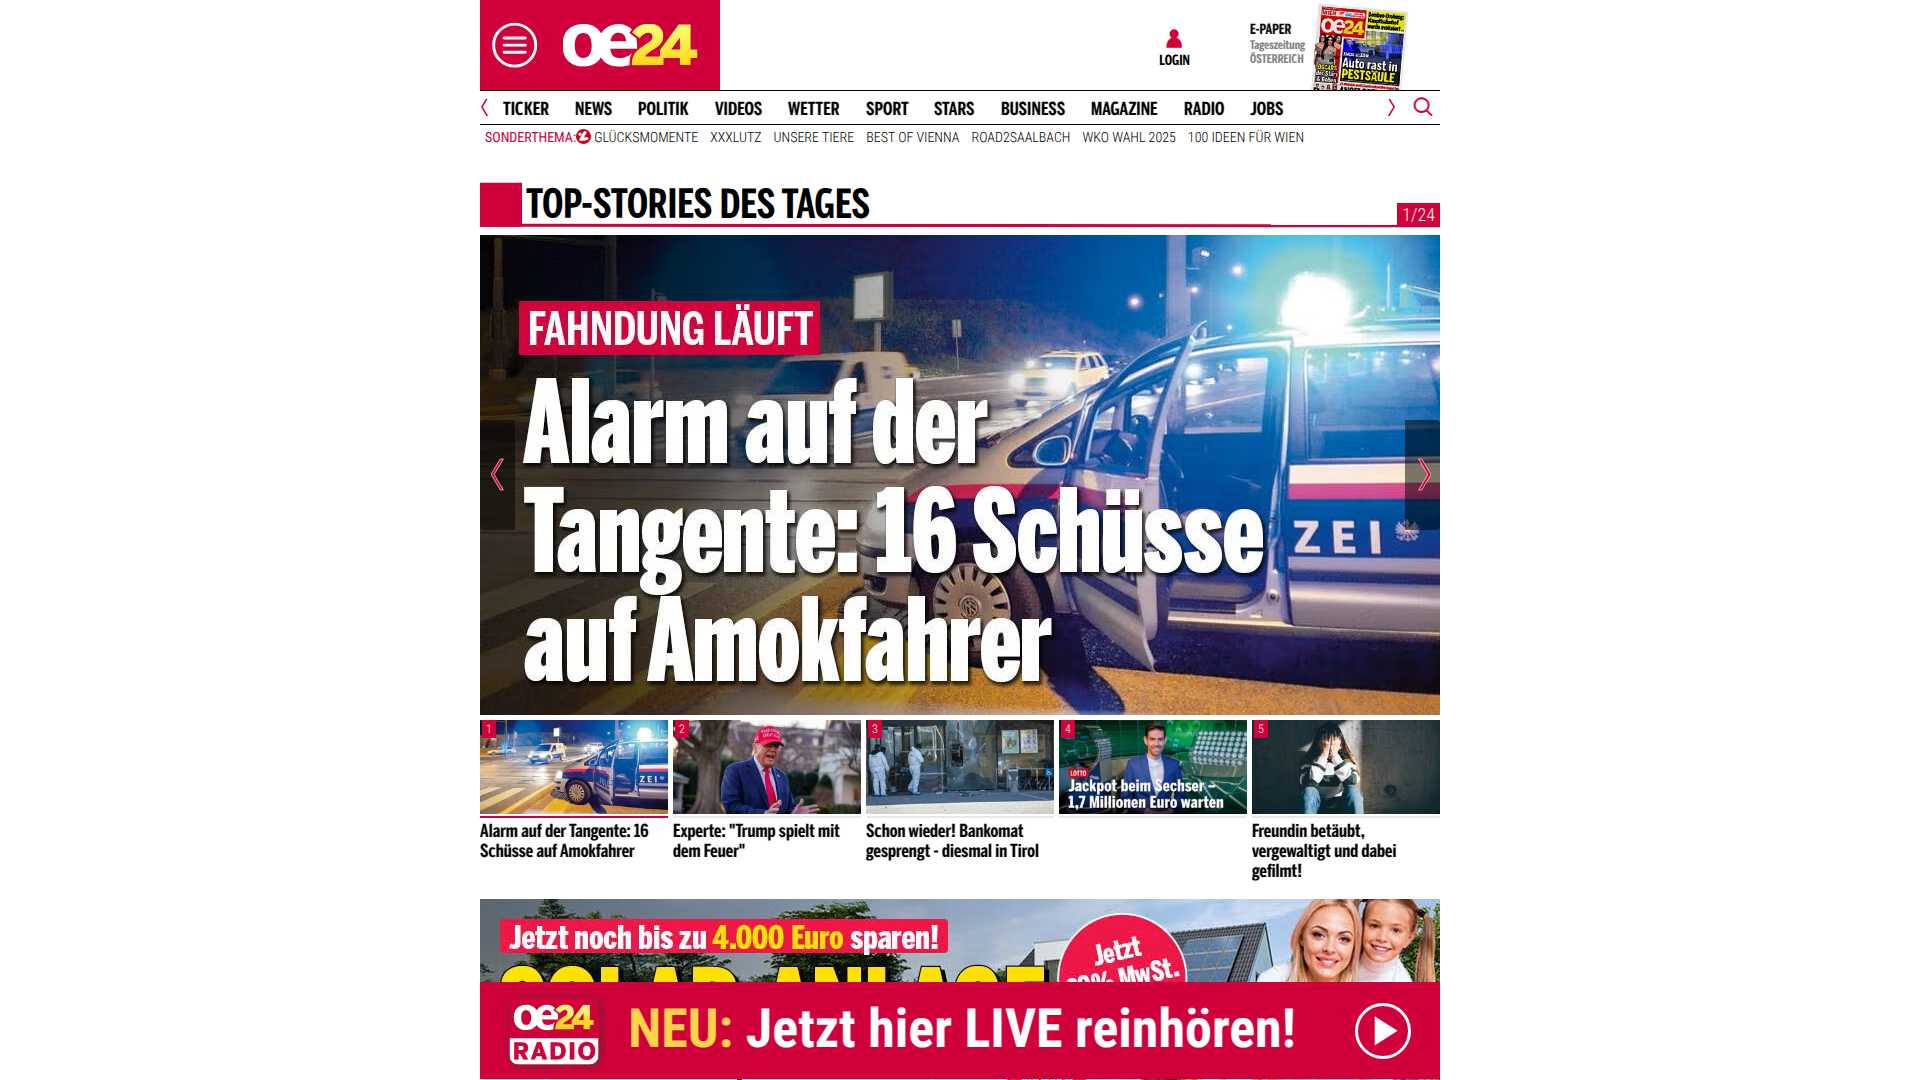 oe24
LOGIN
E-PAPER
Tageszeitung
ÖSTERREICH
oe24
Auto rast in
PESTSÄULE
TICKER NEWS POLITIK VIDEOS WETTER SPORT STARS BUSINESS MAGAZINE RADIO JOBS
SONDERTHEMA: GLÜCKSMOMENTE XXXLUTZ UNSERE TIERE BEST OF VIENNA ROAD2SAALBACH WKO WAHL 2025 100 IDEEN FÜR WIEN
TOP-STORIES DES TAGES
1/24
FAHNDUNG LÄUFT
Alarm auf der
Tangente: 16 Schüsse
auf Amokfahrer
ZEI
1
ZEI
2
3
4
LOTTO
Jackpot beim Sechser –
1,7 Millionen Euro warten
5
Alarm auf der Tangente: 16
Schüsse auf Amokfahrer
Experte: "Trump spielt mit
dem Feuer"
Schon wieder! Bankomat
gesprengt - diesmal in Tirol
Freundin betäubt,
vergewaltigt und dabei
gefilmt!
Jetzt noch bis zu 4.000 Euro sparen!
SOLAR-ANLAGE
Jetzt
MwSt.
oe24
RADIO
NEU: Jetzt hier LIVE reinhören!